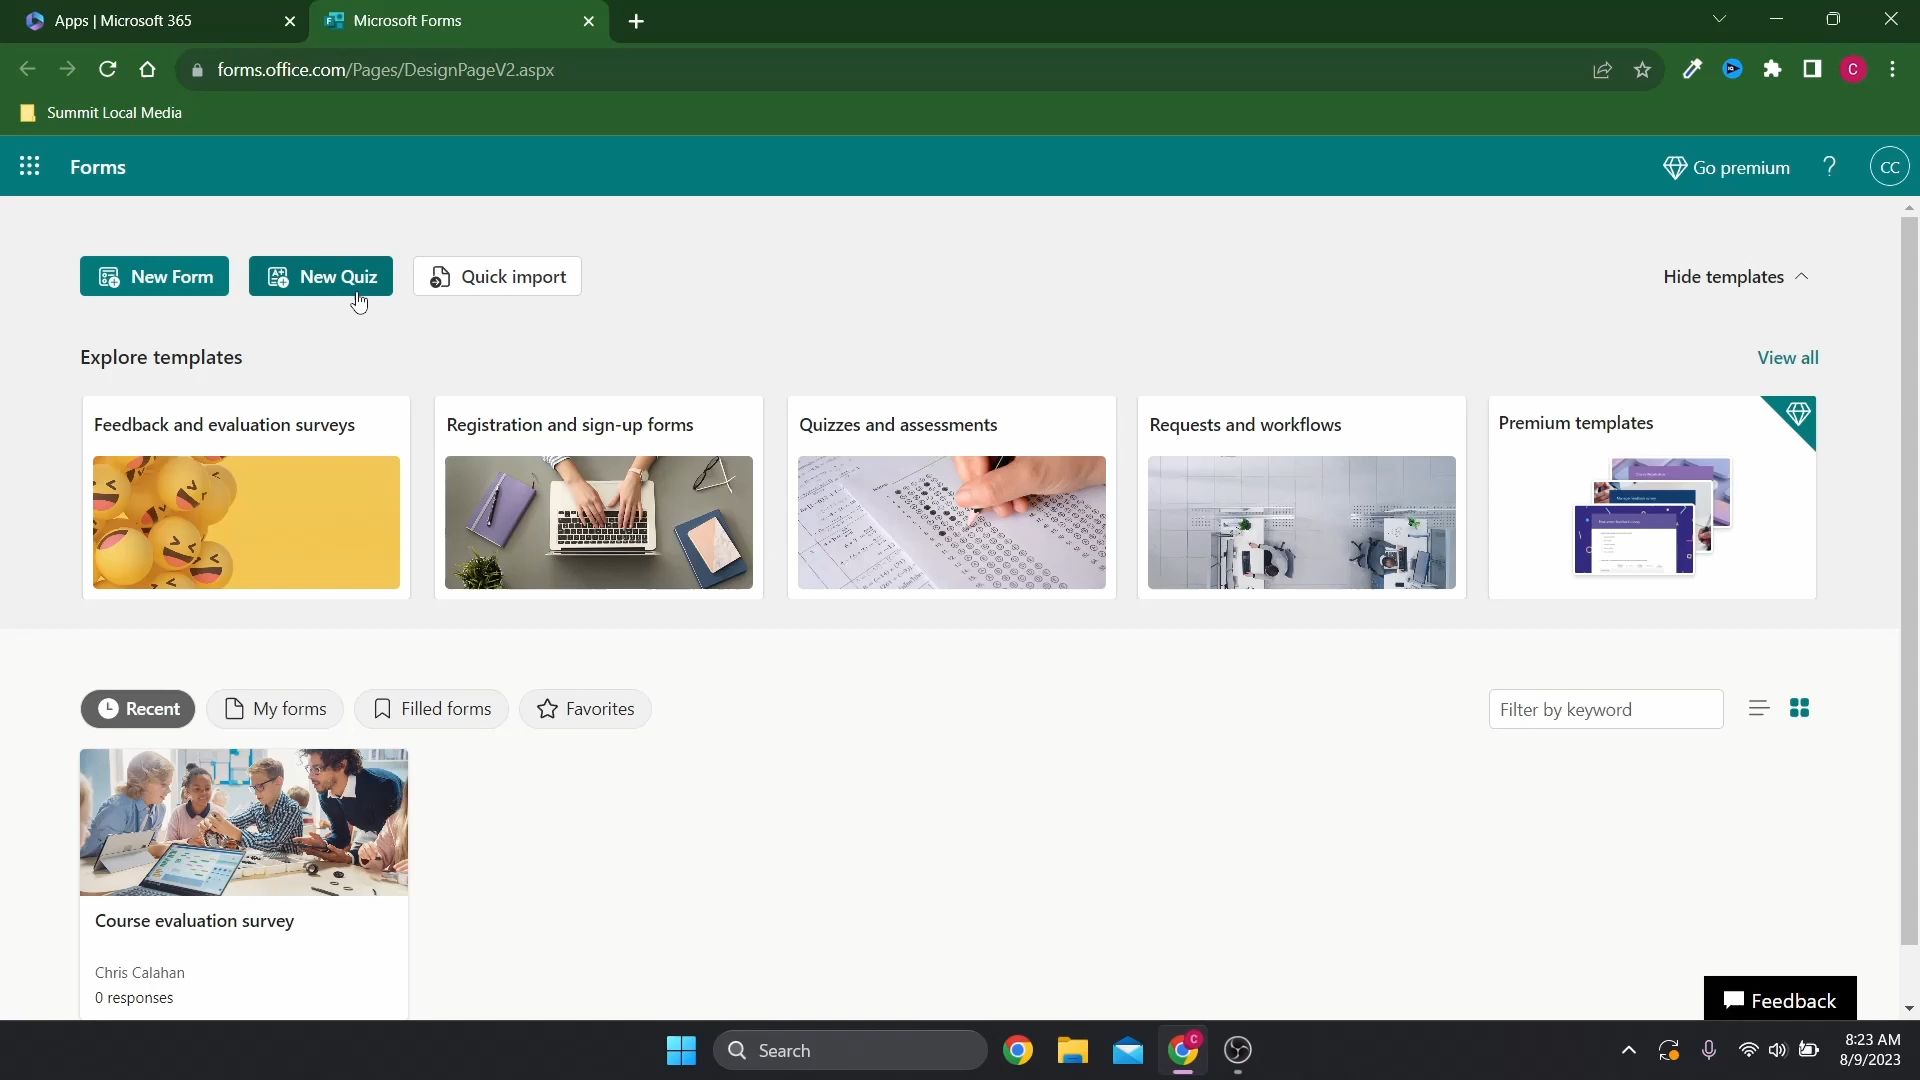 Apps | Microsoft 365
Microsoft Forms
forms.office.com/Pages/DesignPageV2.aspx
C
Summit Local Media
Forms
Go premium
?
CC
New Form
New Quiz
Quick import
Hide templates
Explore templates
View all
Feedback and evaluation surveys
Registration and sign-up forms
Quizzes and assessments
Requests and workflows
Premium templates
Recent
My forms
Filled forms
Favorites
Filter by keyword
Course evaluation survey
Chris Calahan
0 responses
Feedback
Search
C
8:23 AM
8/9/2023